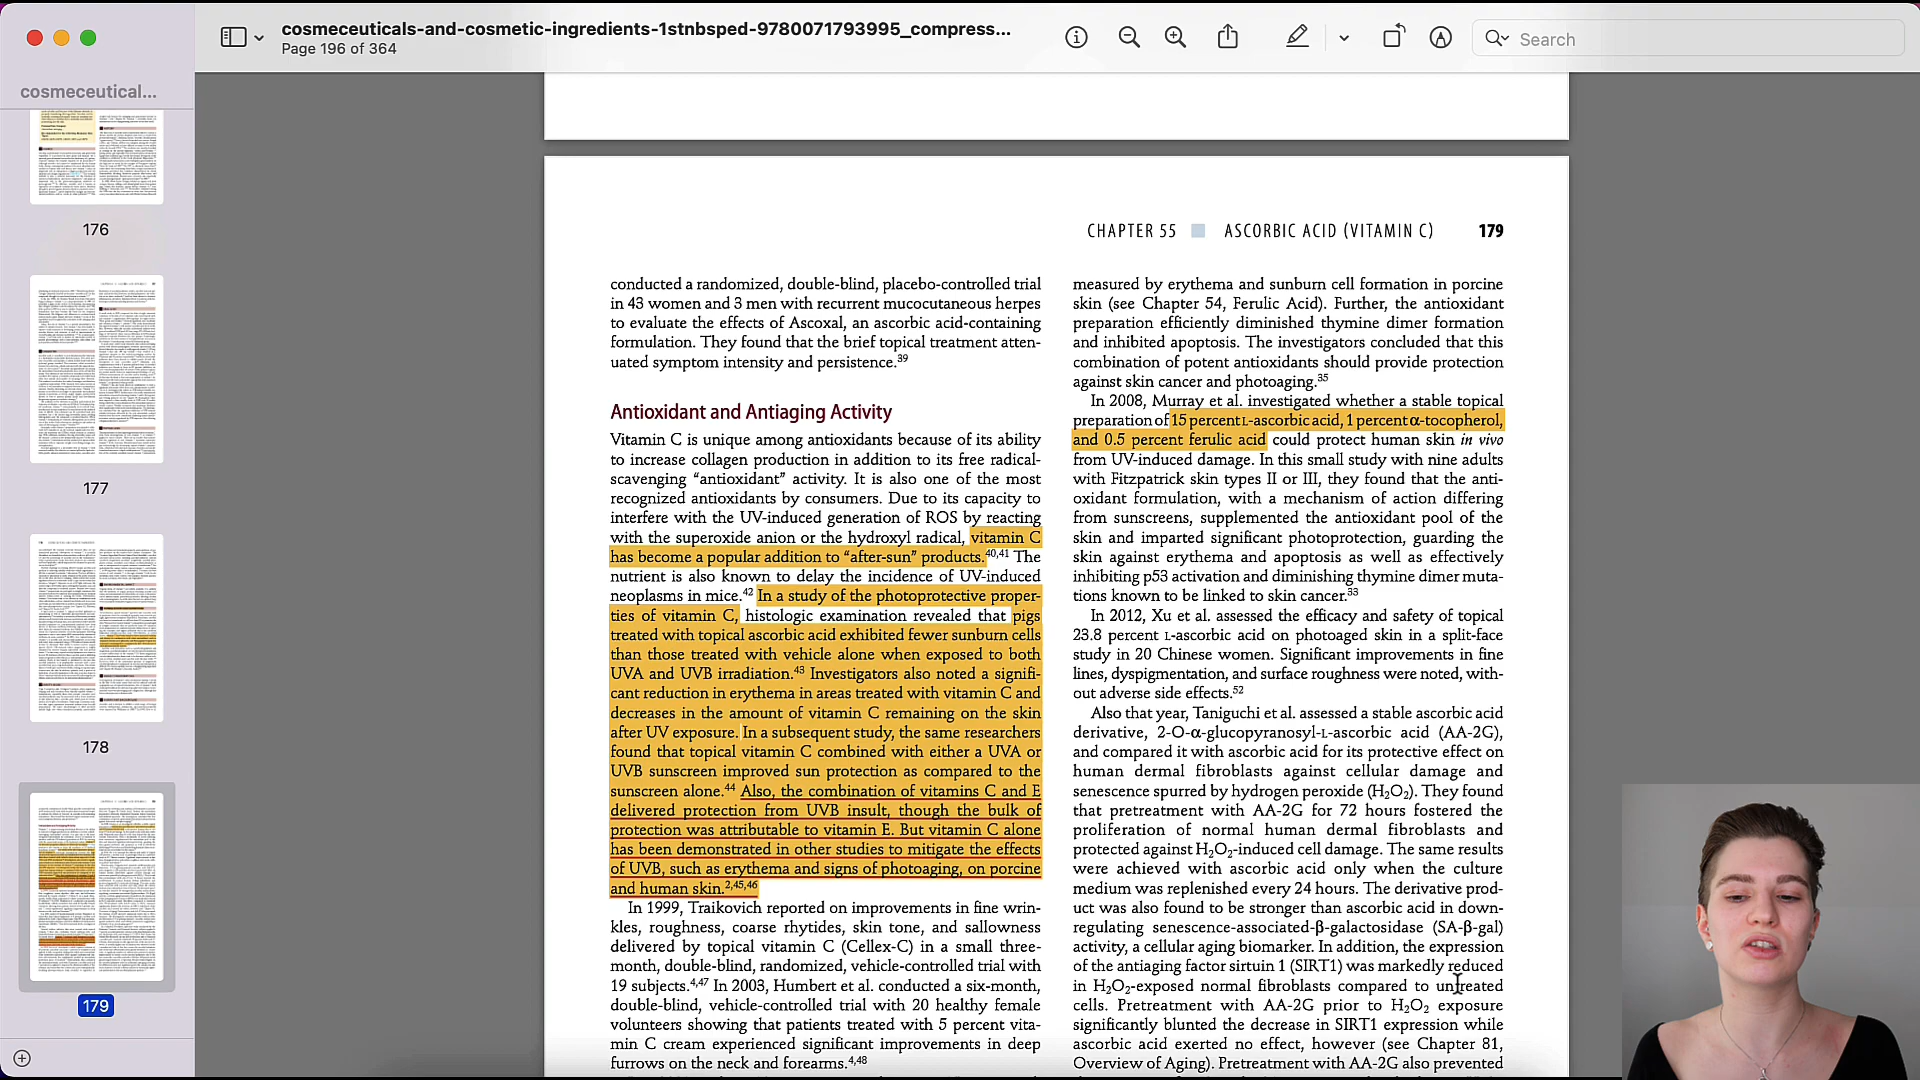 cosmeceuticals-and-cosmetic-ingredients-1stnbsped-9780071793995_compress...
Page 196 of 364
Search
cosmeceutical...
176
177
178
179
CHAPTER 55 ASCORBIC ACID (VITAMIN C) 179
conducted a randomized, double-blind, placebo-controlled trial
in 43 women and 3 men with recurrent mucocutaneous herpes
to evaluate the effects of Ascoxal, an ascorbic acid-containing
formulation. They found that the brief topical treatment atten-
uated symptom intensity and persistence.39
Antioxidant and Antiaging Activity
Vitamin C is unique among antioxidants because of its ability
to increase collagen production in addition to its free radical-
scavenging “antioxidant” activity. It is also one of the most
recognized antioxidants by consumers. Due to its capacity to
interfere with the UV-induced generation of ROS by reacting
with the superoxide anion or the hydroxyl radical, vitamin C
has become a popular addition to “after-sun” products.40,41 The
nutrient is also known to delay the incidence of UV-induced
neoplasms in mice.42 In a study of the photoprotective proper-
ties of vitamin C, histologic examination revealed that pigs
treated with topical ascorbic acid exhibited fewer sunburn cells
than those treated with vehicle alone when exposed to both
UVA and UVB irradiation.43 Investigators also noted a signifi-
cant reduction in erythema in areas treated with vitamin C and
decreases in the amount of vitamin C remaining on the skin
after UV exposure. In a subsequent study, the same researchers
found that topical vitamin C combined with either a UVA or
UVB sunscreen improved sun protection as compared to the
sunscreen alone.44 Also, the combination of vitamins C and E
delivered protection from UVB insult, though the bulk of
protection was attributable to vitamin E. But vitamin C alone
has been demonstrated in other studies to mitigate the effects
of UVB, such as erythema and signs of photoaging, on porcine
and human skin.2,45,46
In 1999, Traikovich reported on improvements in fine wrin-
kles, roughness, coarse rhytides, skin tone, and sallowness
delivered by topical vitamin C (Cellex-C) in a small three-
month, double-blind, randomized, vehicle-controlled trial with
19 subjects.4,47 In 2003, Humbert et al. conducted a six-month,
double-blind, vehicle-controlled trial with 20 healthy female
volunteers showing that patients treated with 5 percent vita-
min C cream experienced significant improvements in deep
furrows on the neck and forearms.4,48
measured by erythema and sunburn cell formation in porcine
skin (see Chapter 54, Ferulic Acid). Further, the antioxidant
preparation efficiently diminished thymine dimer formation
and inhibited apoptosis. The investigators concluded that this
combination of potent antioxidants should provide protection
against skin cancer and photoaging.35
In 2008, Murray et al. investigated whether a stable topical
preparation of 15 percent L-ascorbic acid, 1 percent α-tocopherol,
and 0.5 percent ferulic acid could protect human skin in vivo
from UV-induced damage. In this small study with nine adults
with Fitzpatrick skin types II or III, they found that the anti-
oxidant formulation, with a mechanism of action differing
from sunscreens, supplemented the antioxidant pool of the
skin and imparted significant photoprotection, guarding the
skin against erythema and apoptosis as well as effectively
inhibiting p53 activation and diminishing thymine dimer muta-
tions known to be linked to skin cancer.33
In 2012, Xu et al. assessed the efficacy and safety of topical
23.8 percent L-ascorbic acid on photoaged skin in a split-face
study in 20 Chinese women. Significant improvements in fine
lines, dyspigmentation, and surface roughness were noted, with-
out adverse side effects.52
Also that year, Taniguchi et al. assessed a stable ascorbic acid
derivative, 2-O-α-glucopyranosyl-L-ascorbic acid (AA-2G),
and compared it with ascorbic acid for its protective effect on
human dermal fibroblasts against cellular damage and
senescence spurred by hydrogen peroxide (H2O2). They found
that pretreatment with AA-2G for 72 hours fostered the
proliferation of normal human dermal fibroblasts and
protected against H2O2-induced cell damage. The same results
were achieved with ascorbic acid only when the culture
medium was replenished every 24 hours. The derivative prod-
uct was also found to be stronger than ascorbic acid in down-
regulating senescence-associated-β-galactosidase (SA-β-gal)
activity, a cellular aging biomarker. In addition, the expression
of the antiaging factor sirtuin 1 (SIRT1) was markedly reduced
in H2O2-exposed normal fibroblasts compared to untreated
cells. Pretreatment with AA-2G prior to H2O2 exposure
significantly blunted the decrease in SIRT1 expression while
ascorbic acid exerted no effect, however (see Chapter 81,
Overview of Aging). Pretreatment with AA-2G also prevented